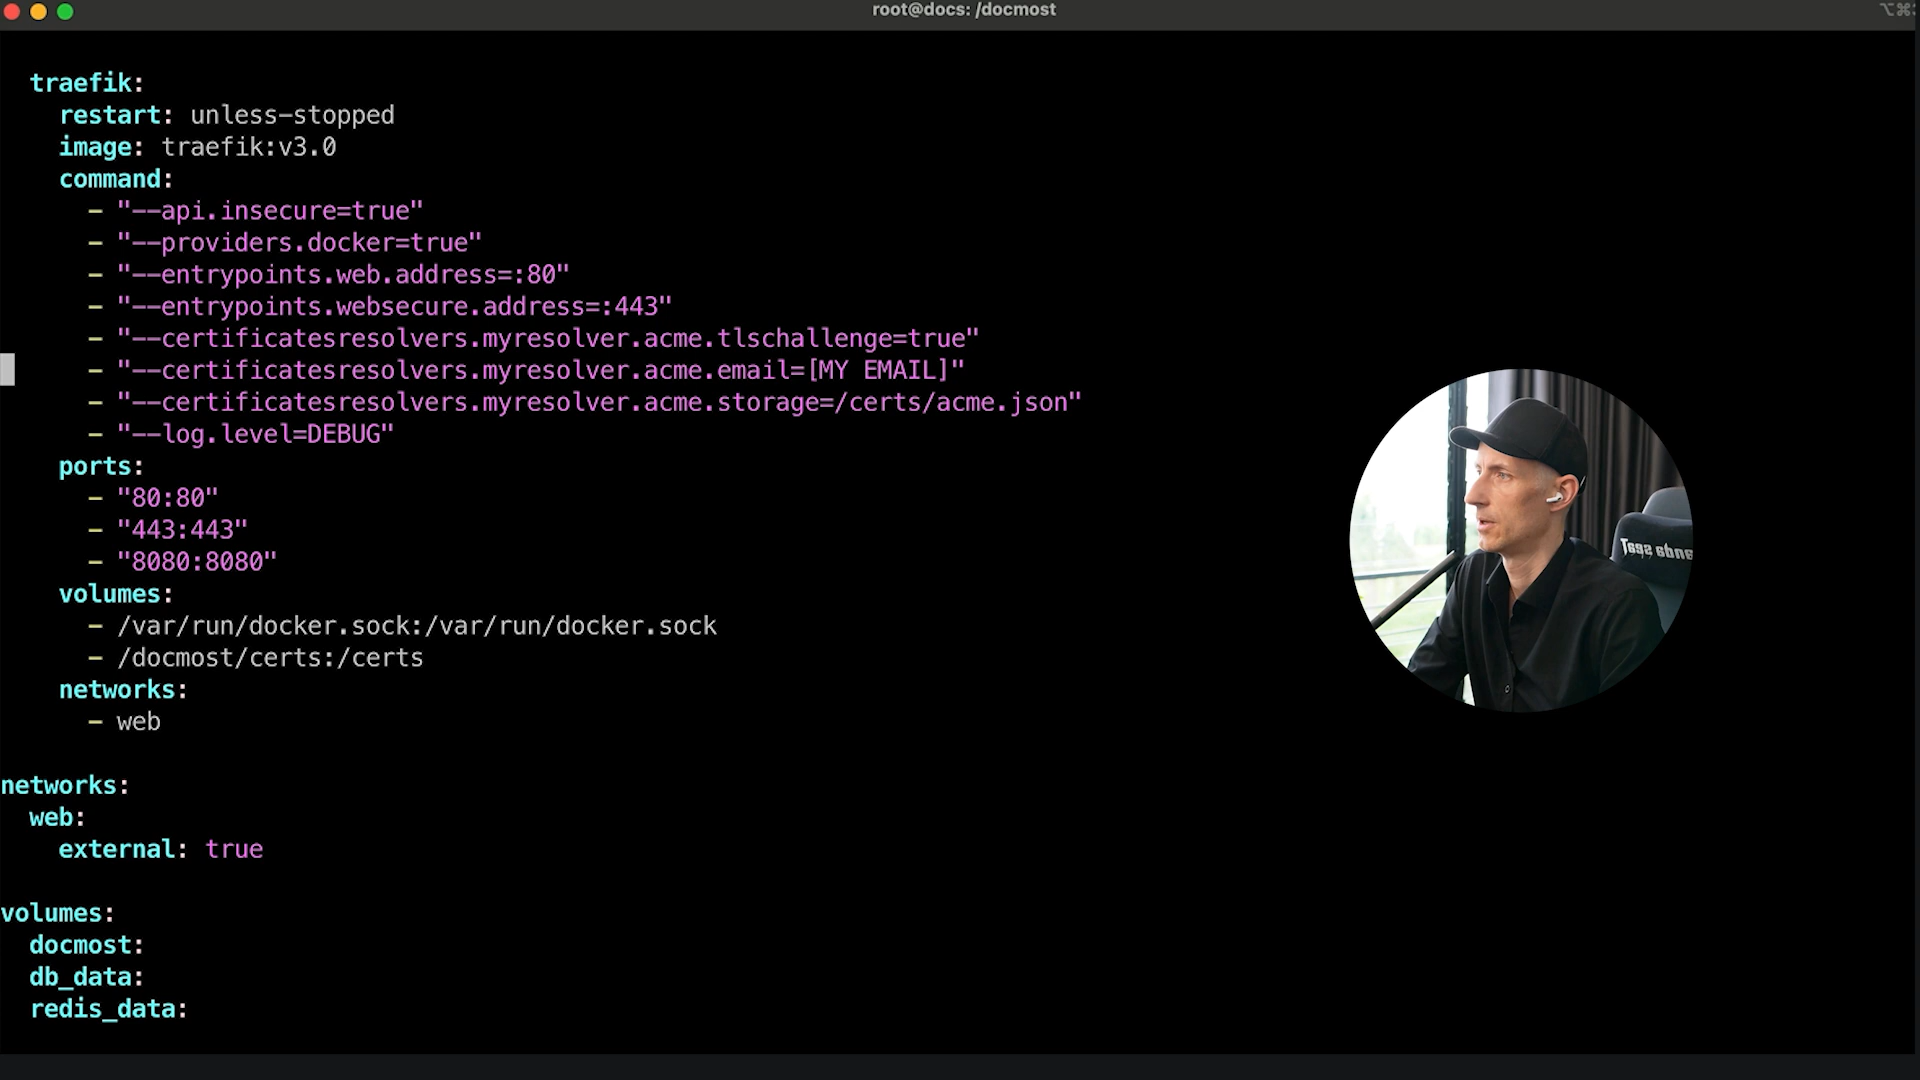 root@docs: /docmost
traefik:
restart: unless-stopped
image: traefik:v3.0
command:
- "--api.insecure=true"
- "--providers.docker=true"
- "--entrypoints.web.address=:80"
- "--entrypoints.websecure.address=:443"
- "--certificatesresolvers.myresolver.acme.tlschallenge=true"
- "--certificatesresolvers.myresolver.acme.email=[MY EMAIL]"
- "--certificatesresolvers.myresolver.acme.storage=/certs/acme.json"
- "--log.level=DEBUG"
ports:
- "80:80"
- "443:443"
- "8080:8080"
volumes:
- /var/run/docker.sock:/var/run/docker.sock
- /docmost/certs:/certs
networks:
- web
networks:
web:
external: true
volumes:
docmost:
db_data:
redis_data: